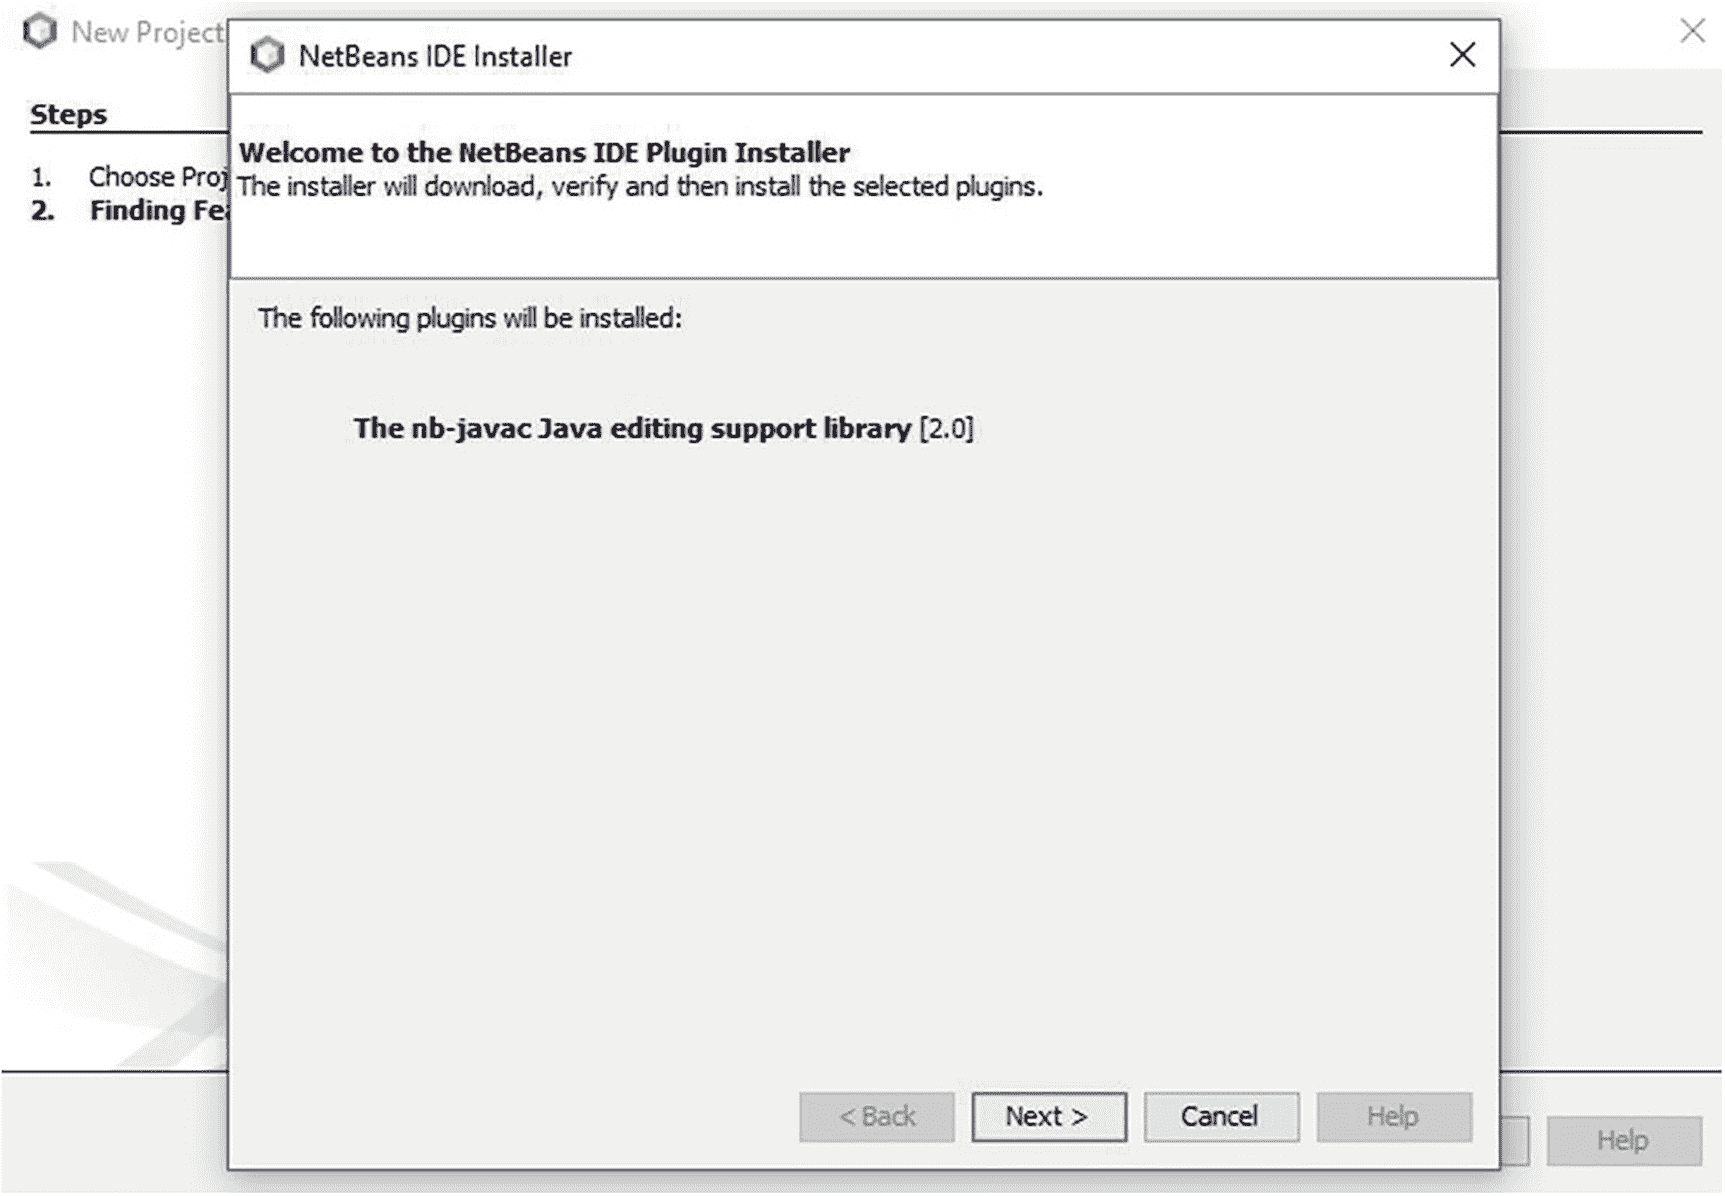 New Project
NetBeans IDE Installer
Steps
1. Choose
2. Finding
Welcome to the NetBeans IDE Plugin Installer
The installer will download, verify and then install the selected plugins.
The following plugins will be installed:
The nb-javac Java editing support library [2.0]
< Back
Next >
Cancel
Help
Help